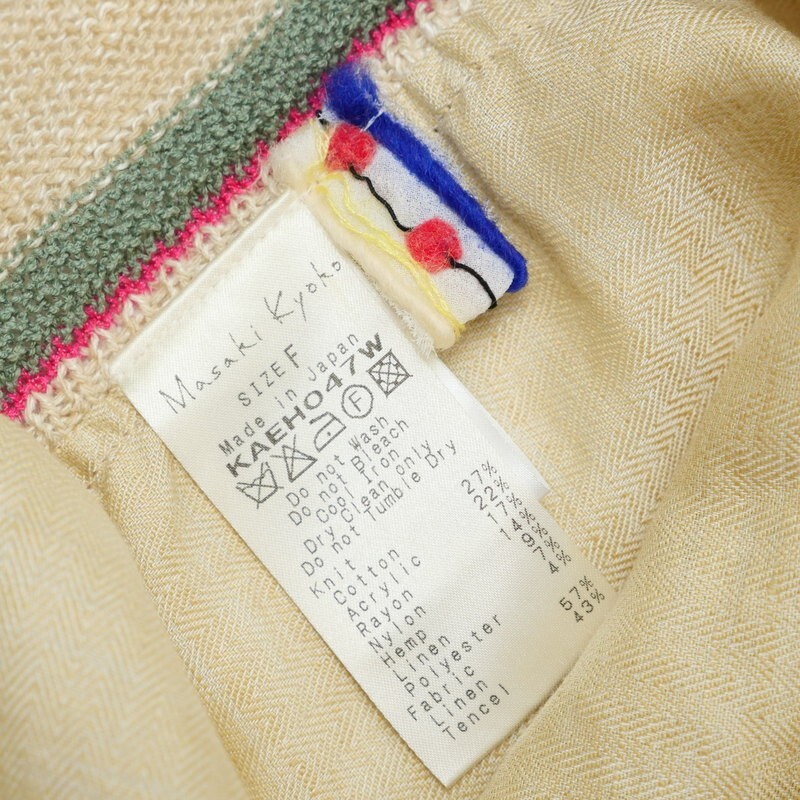 Masaki Kyoko
SIZE F
Made in Japan
KAEH047W
F
Do not Wash
Do not Bleach
Cool Iron
Dry Clean only
Do not Tumble Dry
Knit
Cotton 27%
Acrylic 22%
Rayon 17%
Nylon 14%
Hemp 9%
Linen 7%
Polyester 4%
Fabric
Linen 57%
Tencel 43%